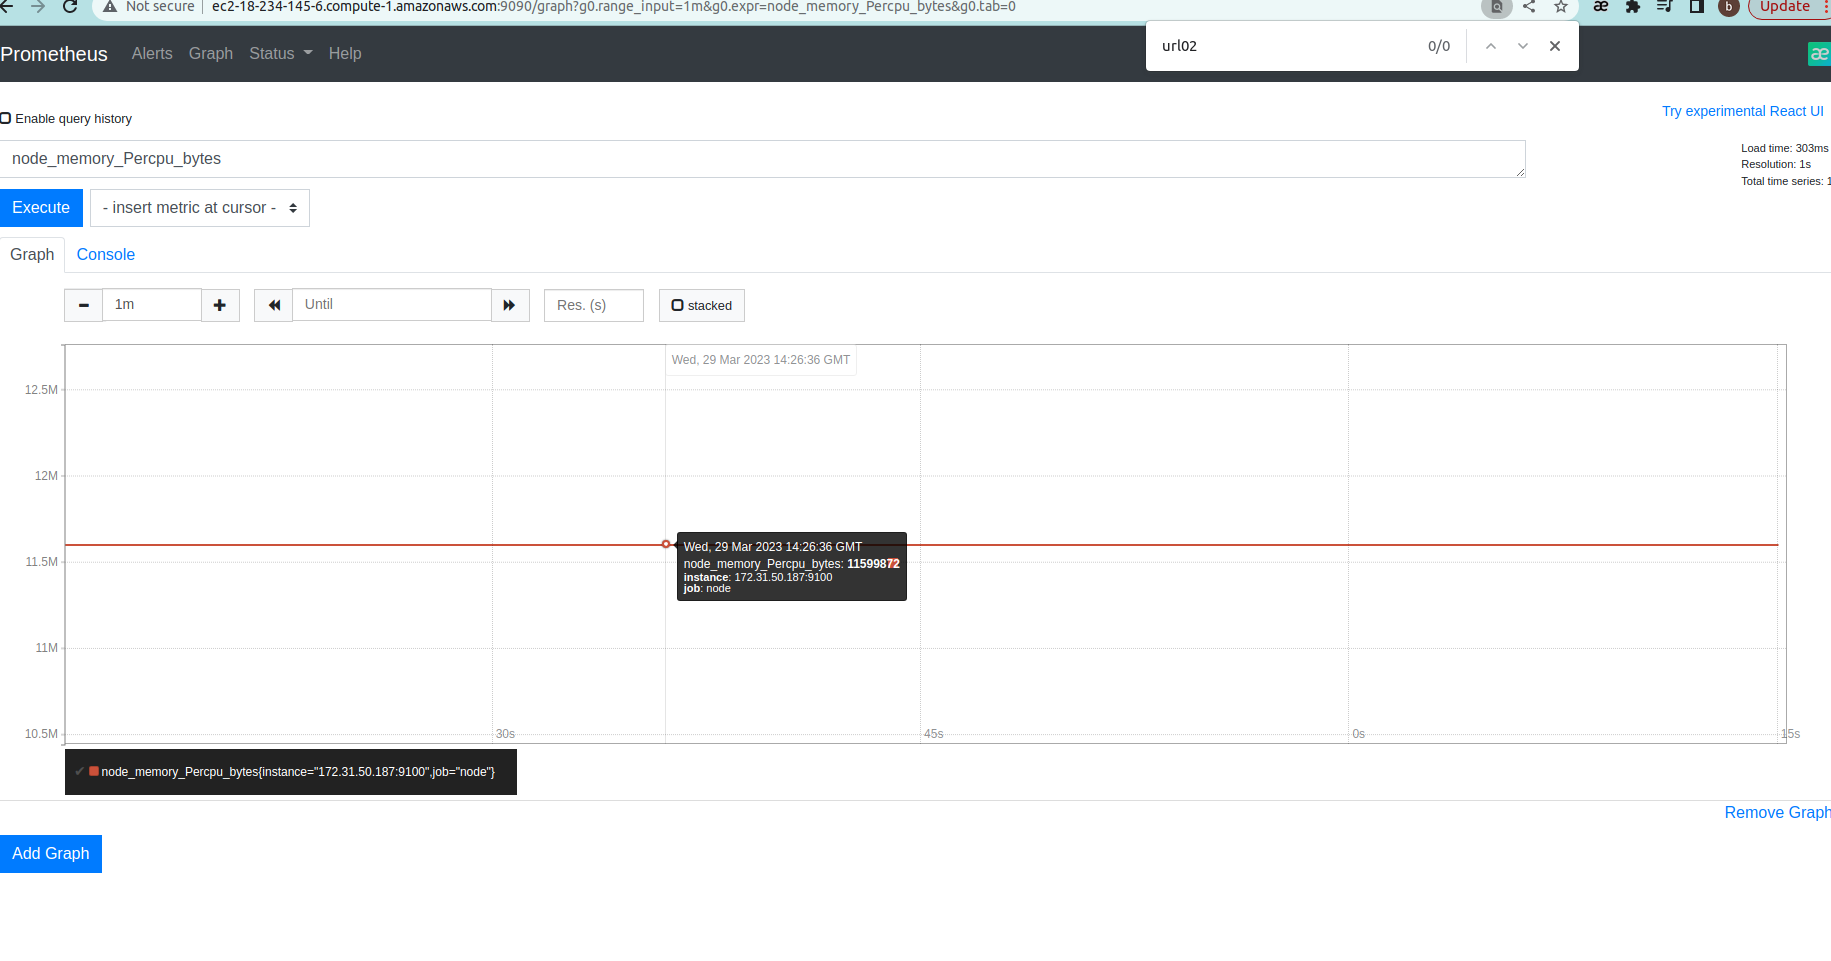 Not secure ec2-18-234-145-6.compute-1.amazonaws.com:9090/graph?g0.range_input=1m&g0.expr=node_memory_Percpu_bytes&g0.tab=0 æ b Update
url02 0/0
Prometheus Alerts Graph Status Help æ
Enable query history
Try experimental React UI
node_memory_Percpu_bytes
Load time: 303ms
Resolution: 1s
Total time series: 1
Execute - insert metric at cursor -
Graph Console
1m Until Res. (s) stacked
Wed, 29 Mar 2023 14:26:36 GMT
12.5M
12M
11.5M
11M
10.5M
Wed, 29 Mar 2023 14:26:36 GMT
node_memory_Percpu_bytes: 11599872
instance: 172.31.50.187:9100
job: node
30s 45s 0s 15s
node_memory_Percpu_bytes{instance="172.31.50.187:9100",job="node"}
Remove Graph
Add Graph